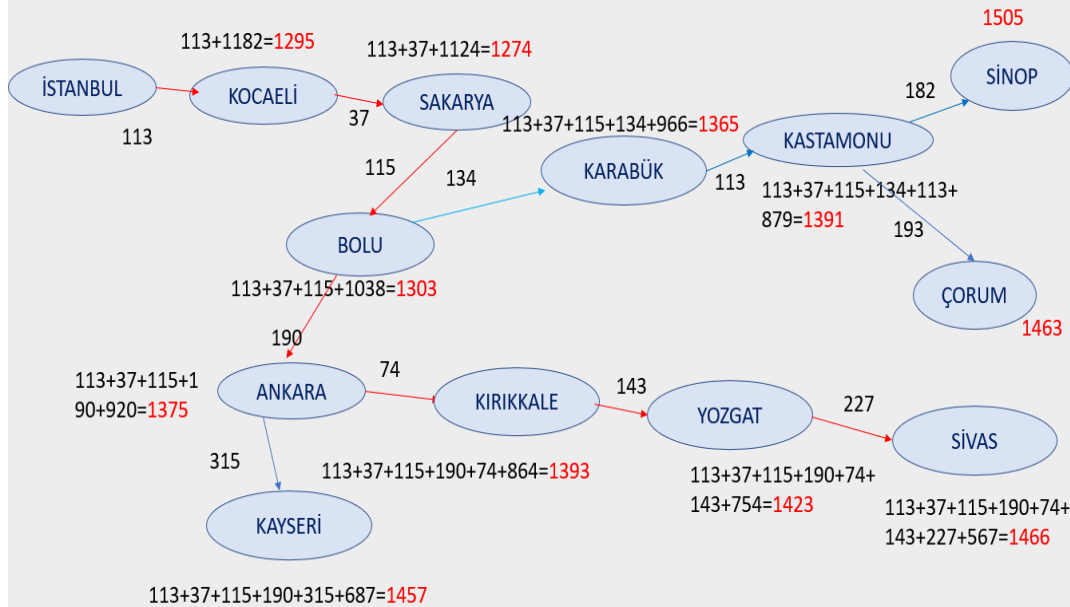 1505
113+1182=1295
113+37+1124=1274
İSTANBUL
KOCAELİ
SAKARYA
SİNOP
113
37
182
113+37+115+134+966=1365
KASTAMONU
KARABÜK
115
134
113
113+37+115+134+113+
879=1391
193
BOLU
113+37+115+1038=1303
ÇORUM
1463
190
113+37+115+1
90+920=1375
ANKARA
74
KIRIKKALE
143
YOZGAT
227
SİVAS
315
113+37+115+190+74+864=1393
113+37+115+190+74+
143+754=1423
113+37+115+190+74+
143+227+567=1466
KAYSERİ
113+37+115+190+315+687=1457